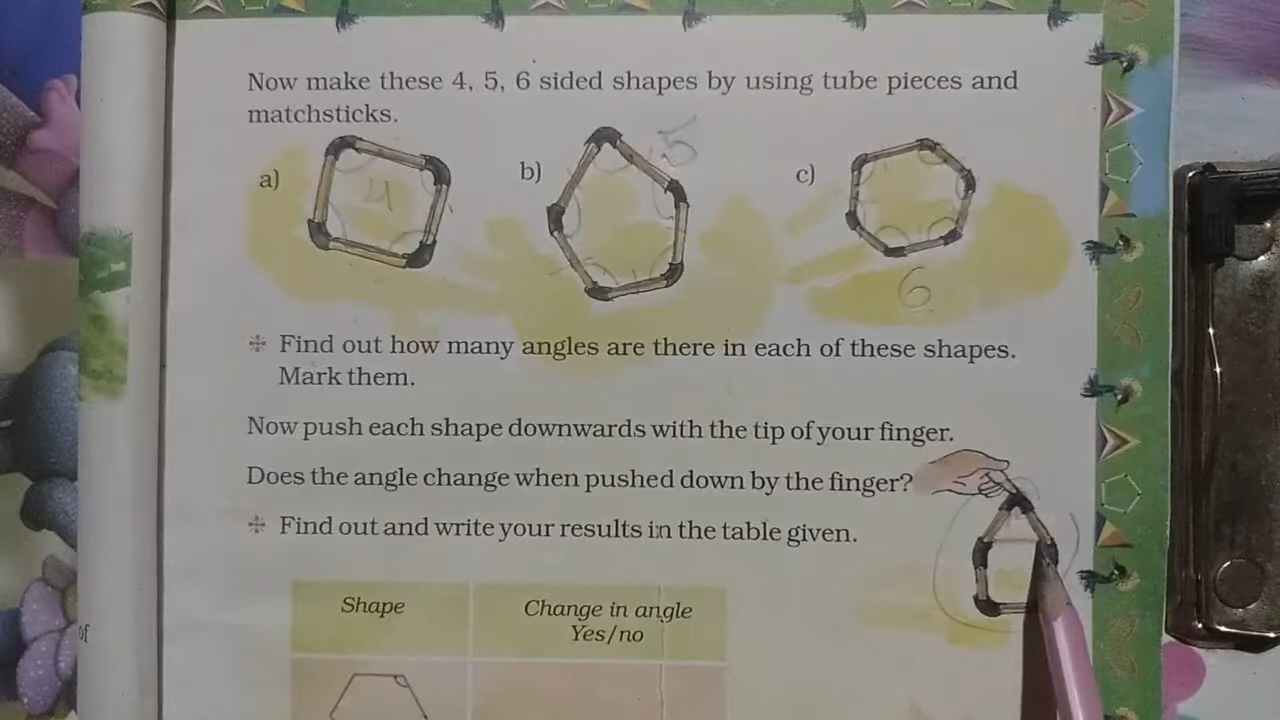 Now make these 4, 5, 6 sided shapes by using tube pieces and
matchsticks.
a)
4
b)
5
c)
6
Find out how many angles are there in each of these shapes.
Mark them.
Now push each shape downwards with the tip of your finger.
Does the angle change when pushed down by the finger?
Find out and write your results in the table given.
Shape
Change in angle
Yes/no
of